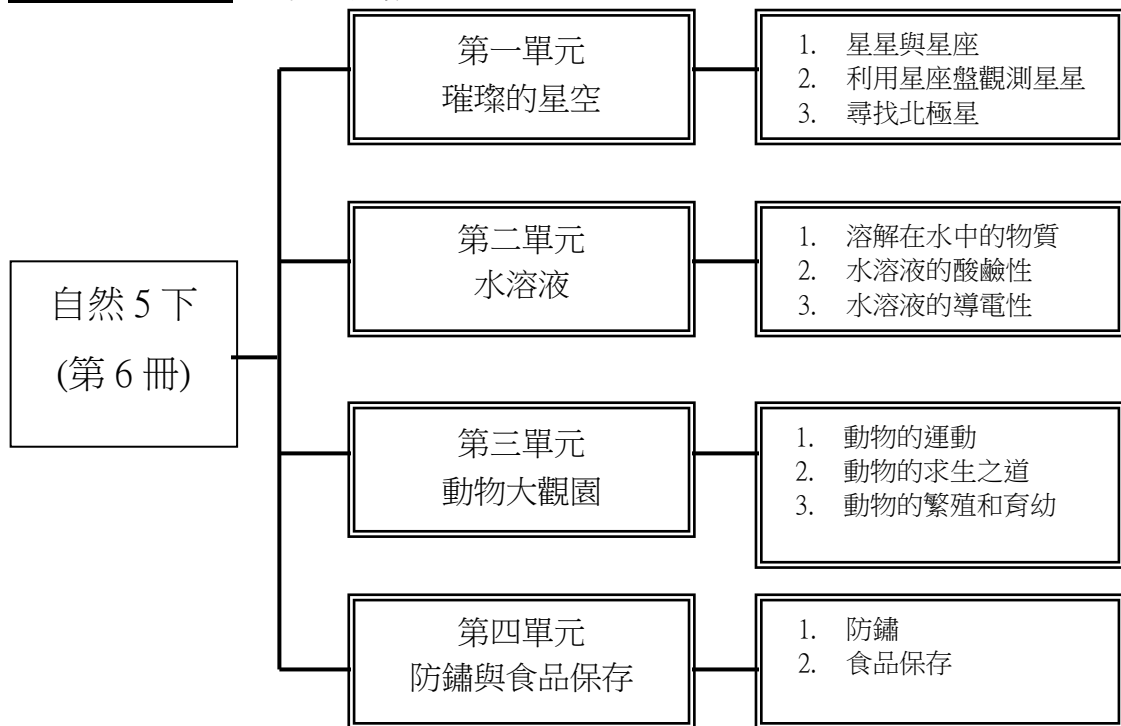 自然 5 下
(第 6 冊)
第一單元
璀璨的星空
1. 星星與星座
2. 利用星座盤觀測星星
3. 尋找北極星
第二單元
水溶液
1. 溶解在水中的物質
2. 水溶液的酸鹼性
3. 水溶液的導電性
第三單元
動物大觀園
1. 動物的運動
2. 動物的求生之道
3. 動物的繁殖和育幼
第四單元
防鏽與食品保存
1. 防鏽
2. 食品保存